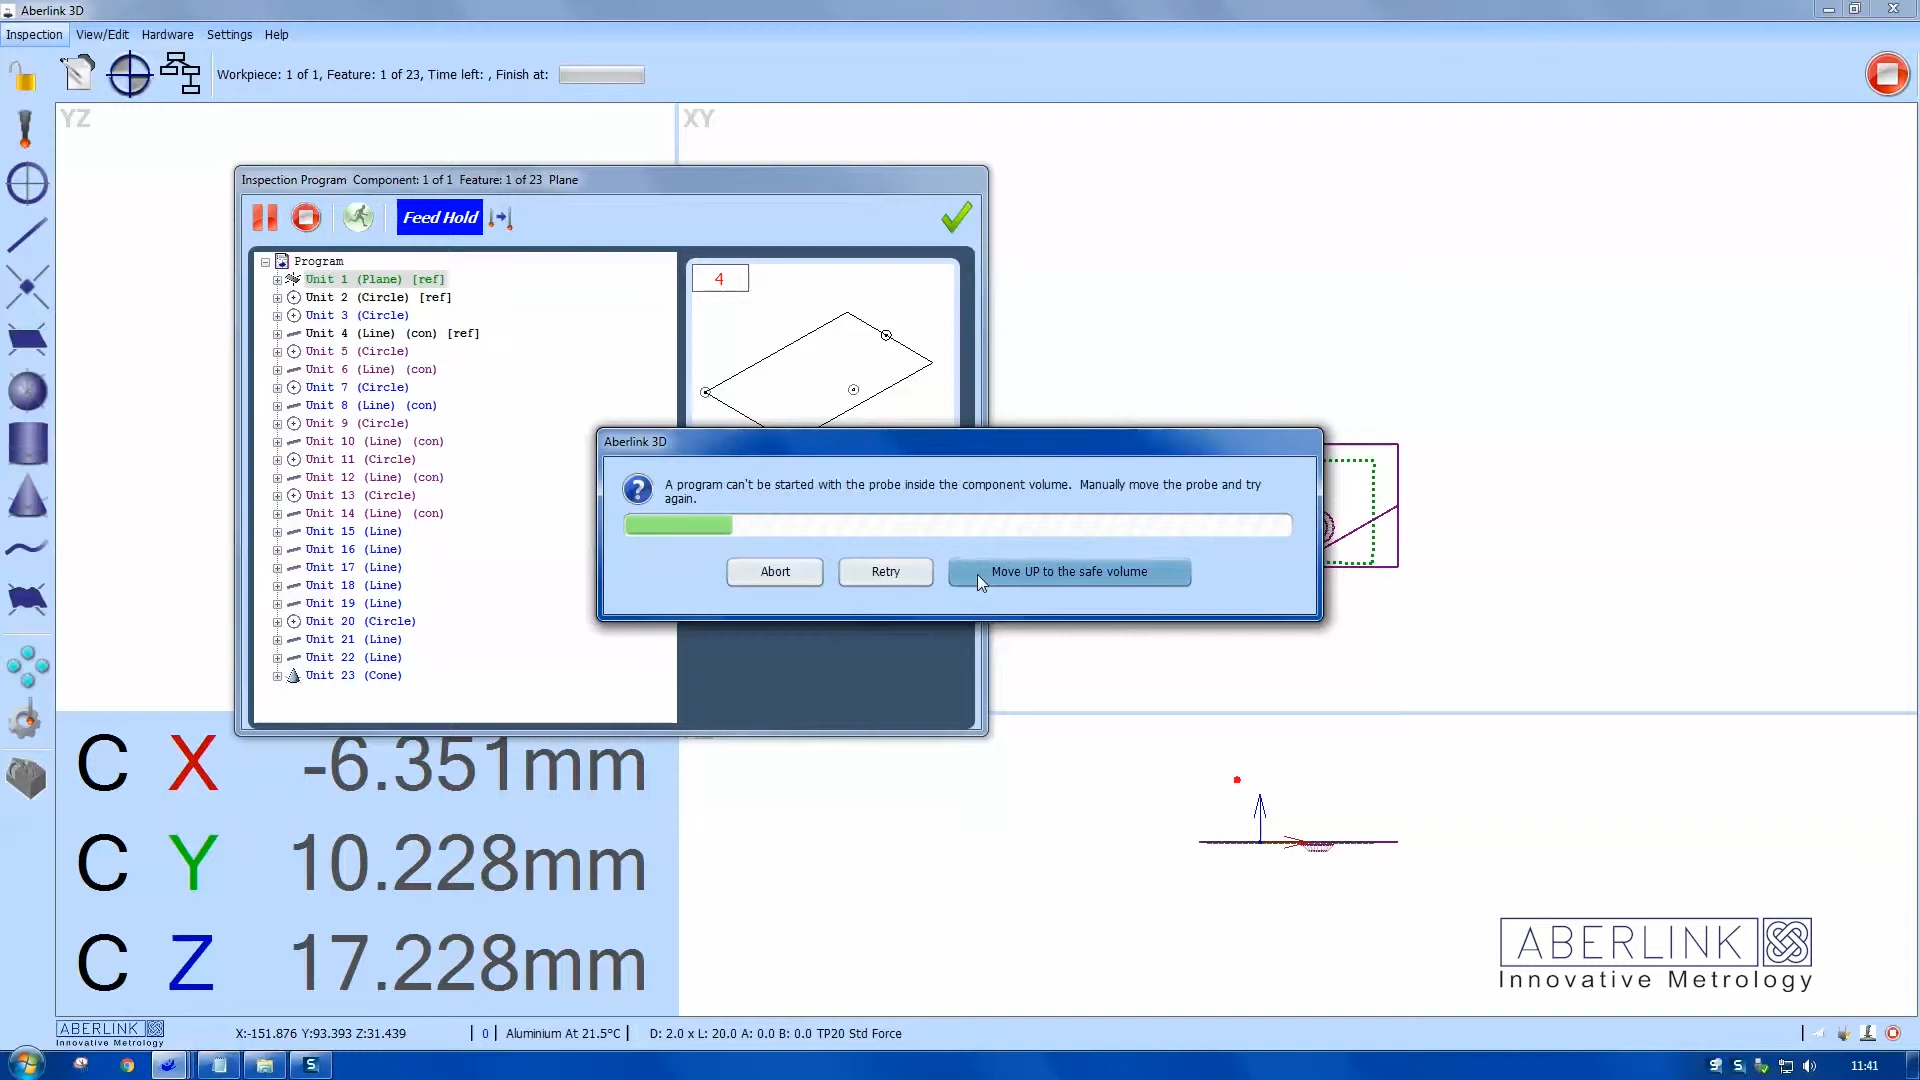 Aberlink 3D
Inspection View/Edit Hardware Settings Help
Workpiece: 1 of 1, Feature: 1 of 23, Time left: , Finish at:
YZ
XY
Inspection Program Component: 1 of 1 Feature: 1 of 23 Plane
Feed Hold
Program
Unit 1 (Plane) [ref]
Unit 2 (Circle) [ref]
Unit 3 (Circle)
Unit 4 (Line) (con) [ref]
Unit 5 (Circle)
Unit 6 (Line) (con)
Unit 7 (Circle)
Unit 8 (Line) (con)
Unit 9 (Circle)
Unit 10 (Line) (con)
Unit 11 (Circle)
Unit 12 (Line) (con)
Unit 13 (Circle)
Unit 14 (Line) (con)
Unit 15 (Line)
Unit 16 (Line)
Unit 17 (Line)
Unit 18 (Line)
Unit 19 (Line)
Unit 20 (Circle)
Unit 21 (Line)
Unit 22 (Line)
Unit 23 (Cone)
4
Aberlink 3D
A program can't be started with the probe inside the component volume. Manually move the probe and try
again.
Abort
Retry
Move UP to the safe volume
C X -6.351mm
C Y 10.228mm
C Z 17.228mm
ABERLINK
Innovative Metrology
ABERLINK
Innovative Metrology
X:-151.876 Y:93.393 Z:31.439
0
Aluminium At 21.5°C
D: 2.0 x L: 20.0 A: 0.0 B: 0.0 TP20 Std Force
11:41